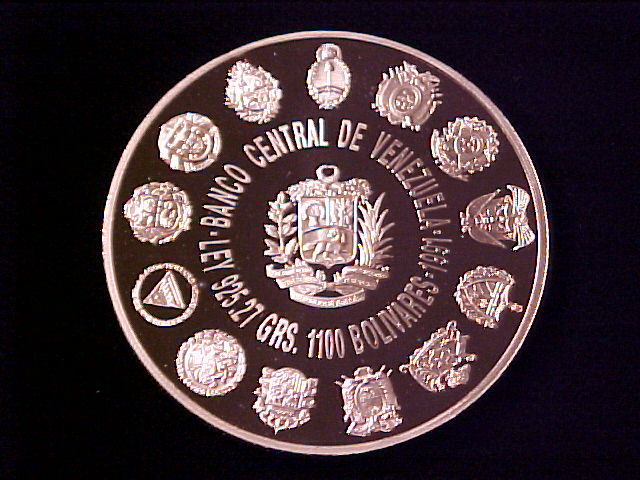 BANCO CENTRAL DE VENEZUELA · 1991 ·
LEY 925 · 27 GRS. 1100 BOLIVARES ·